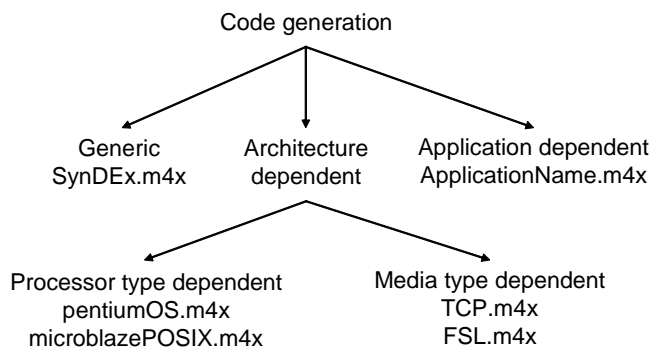 Code generation
Generic
SynDEx.m4x
Architecture
dependent
Application dependent
ApplicationName.m4x
Processor type dependent
pentiumOS.m4x
microblazePOSIX.m4x
Media type dependent
TCP.m4x
FSL.m4x